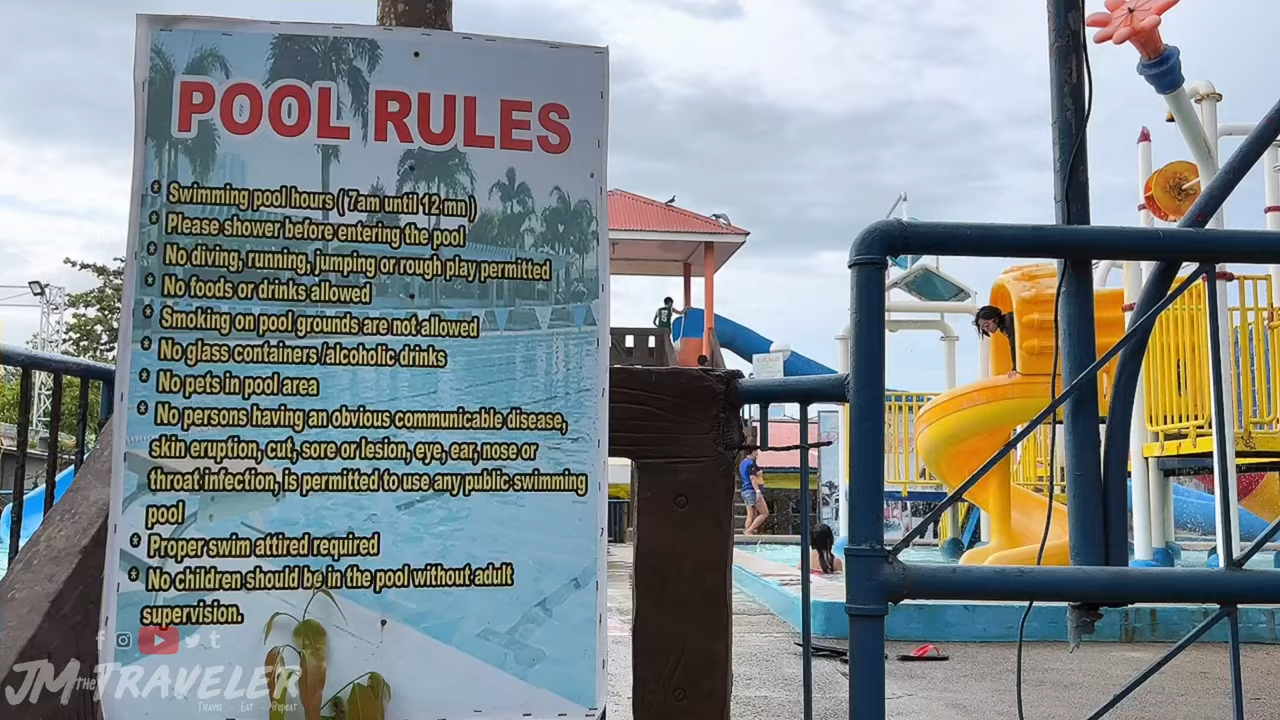 POOL RULES
* Swimming pool hours ( 7am until 12 mn )
* Please shower before entering the pool
* No diving, running, jumping or rough play permitted
* No foods or drinks allowed
* Smoking on pool grounds are not allowed
* No glass containers /alcoholic drinks
* No pets in pool area
* No persons having an obvious communicable disease,
skin eruption, cut, sore or lesion, eye, ear, nose or
throat infection, is permitted to use any public swimming
pool
* Proper swim attired required
* No children should be in the pool without adult
supervision.
JM THE TRAVELER
Travel - Eat - Repeat